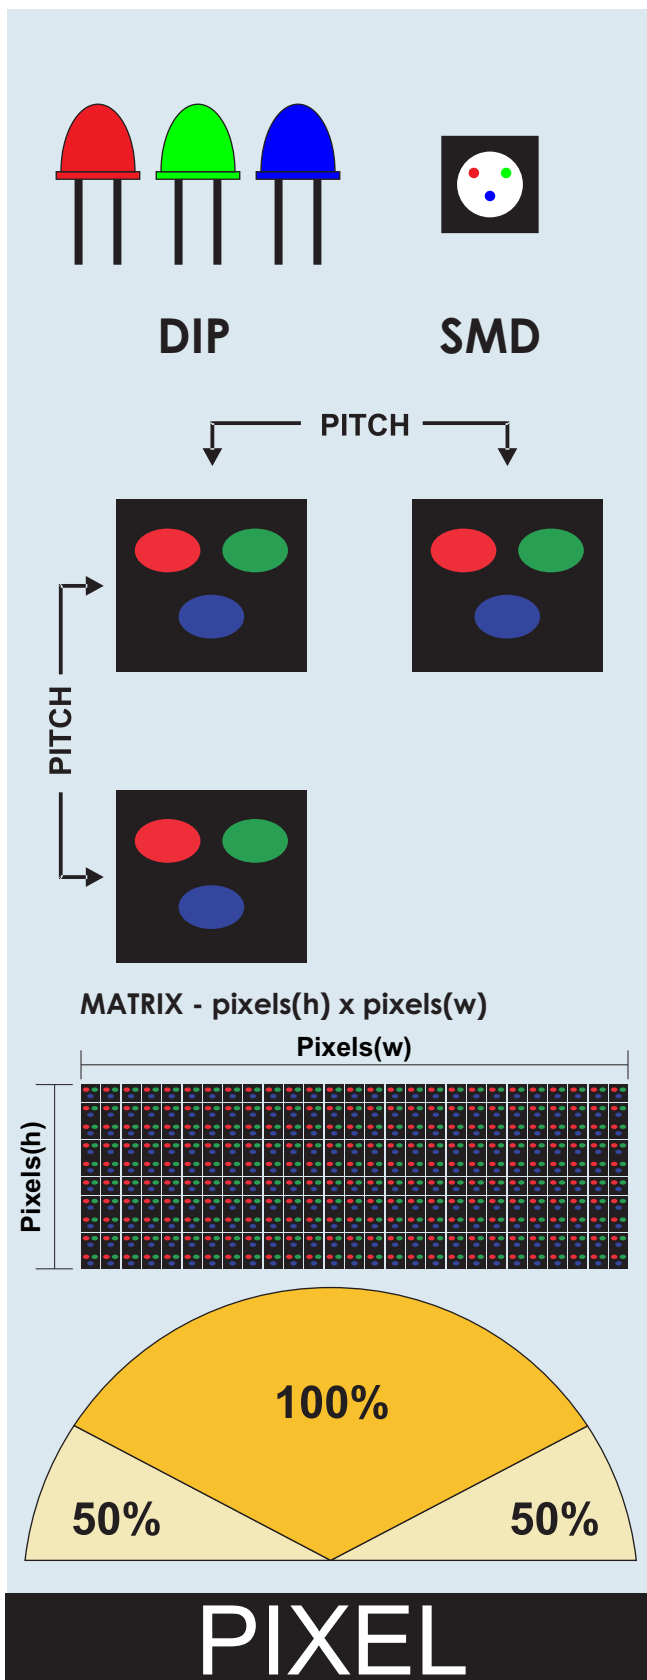 DIP
SMD
PITCH
PITCH
MATRIX - pixels(h) x pixels(w)
Pixels(w)
Pixels(h)
100%
50%
50%
PIXEL